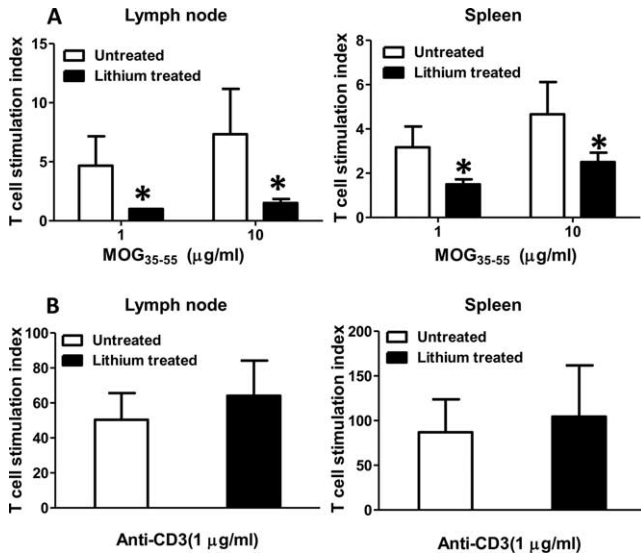 A
Lymph node
T cell stimulation index
15
10
5
0
Untreated
Lithium treated
*
*
1
10
MOG35-55 (μg/ml)
Spleen
T cell stimulation index
8
6
4
2
0
Untreated
Lithium treated
*
*
1
10
MOG35-55 (μg/ml)
B
Lymph node
T cell stimulation index
100
80
60
40
20
0
Untreated
Lithium treated
Anti-CD3(1 μg/ml)
Spleen
T cell stimulation index
200
150
100
50
0
Untreated
Lithium treated
Anti-CD3(1 μg/ml)